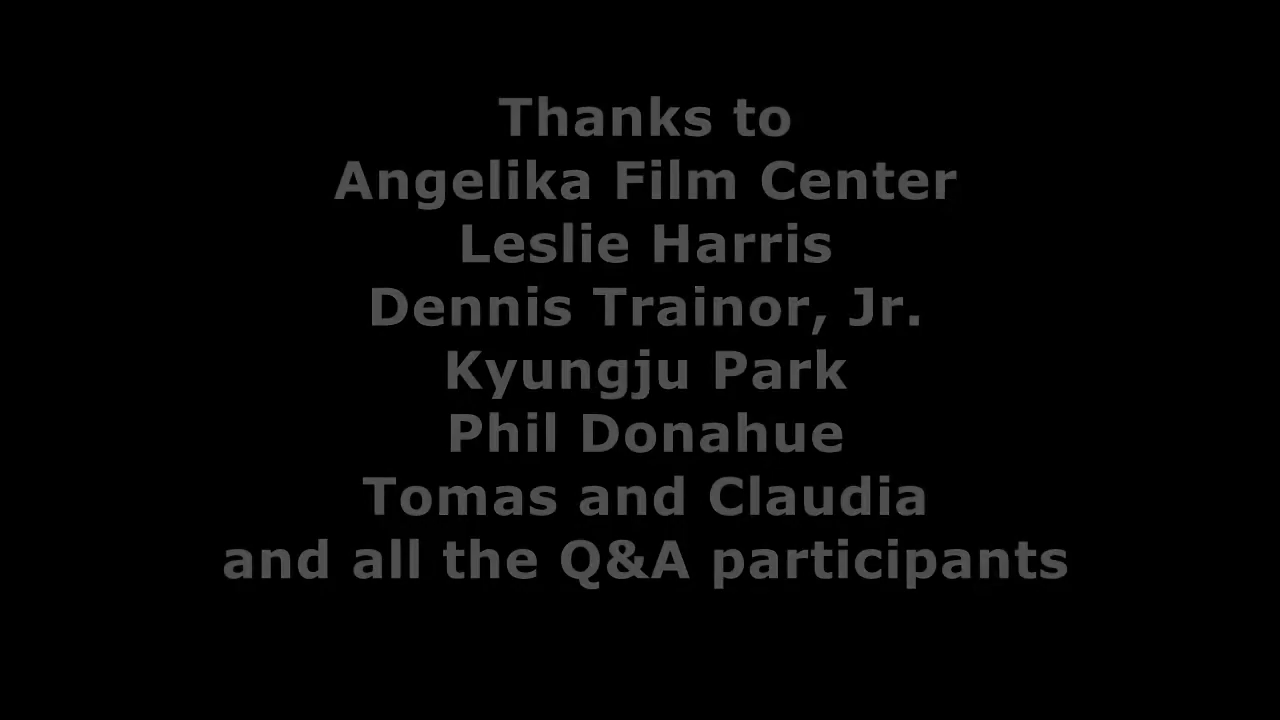 Thanks to
Angelika Film Center
Leslie Harris
Dennis Trainor, Jr.
Kyungju Park
Phil Donahue
Tomas and Claudia
and all the Q&A participants